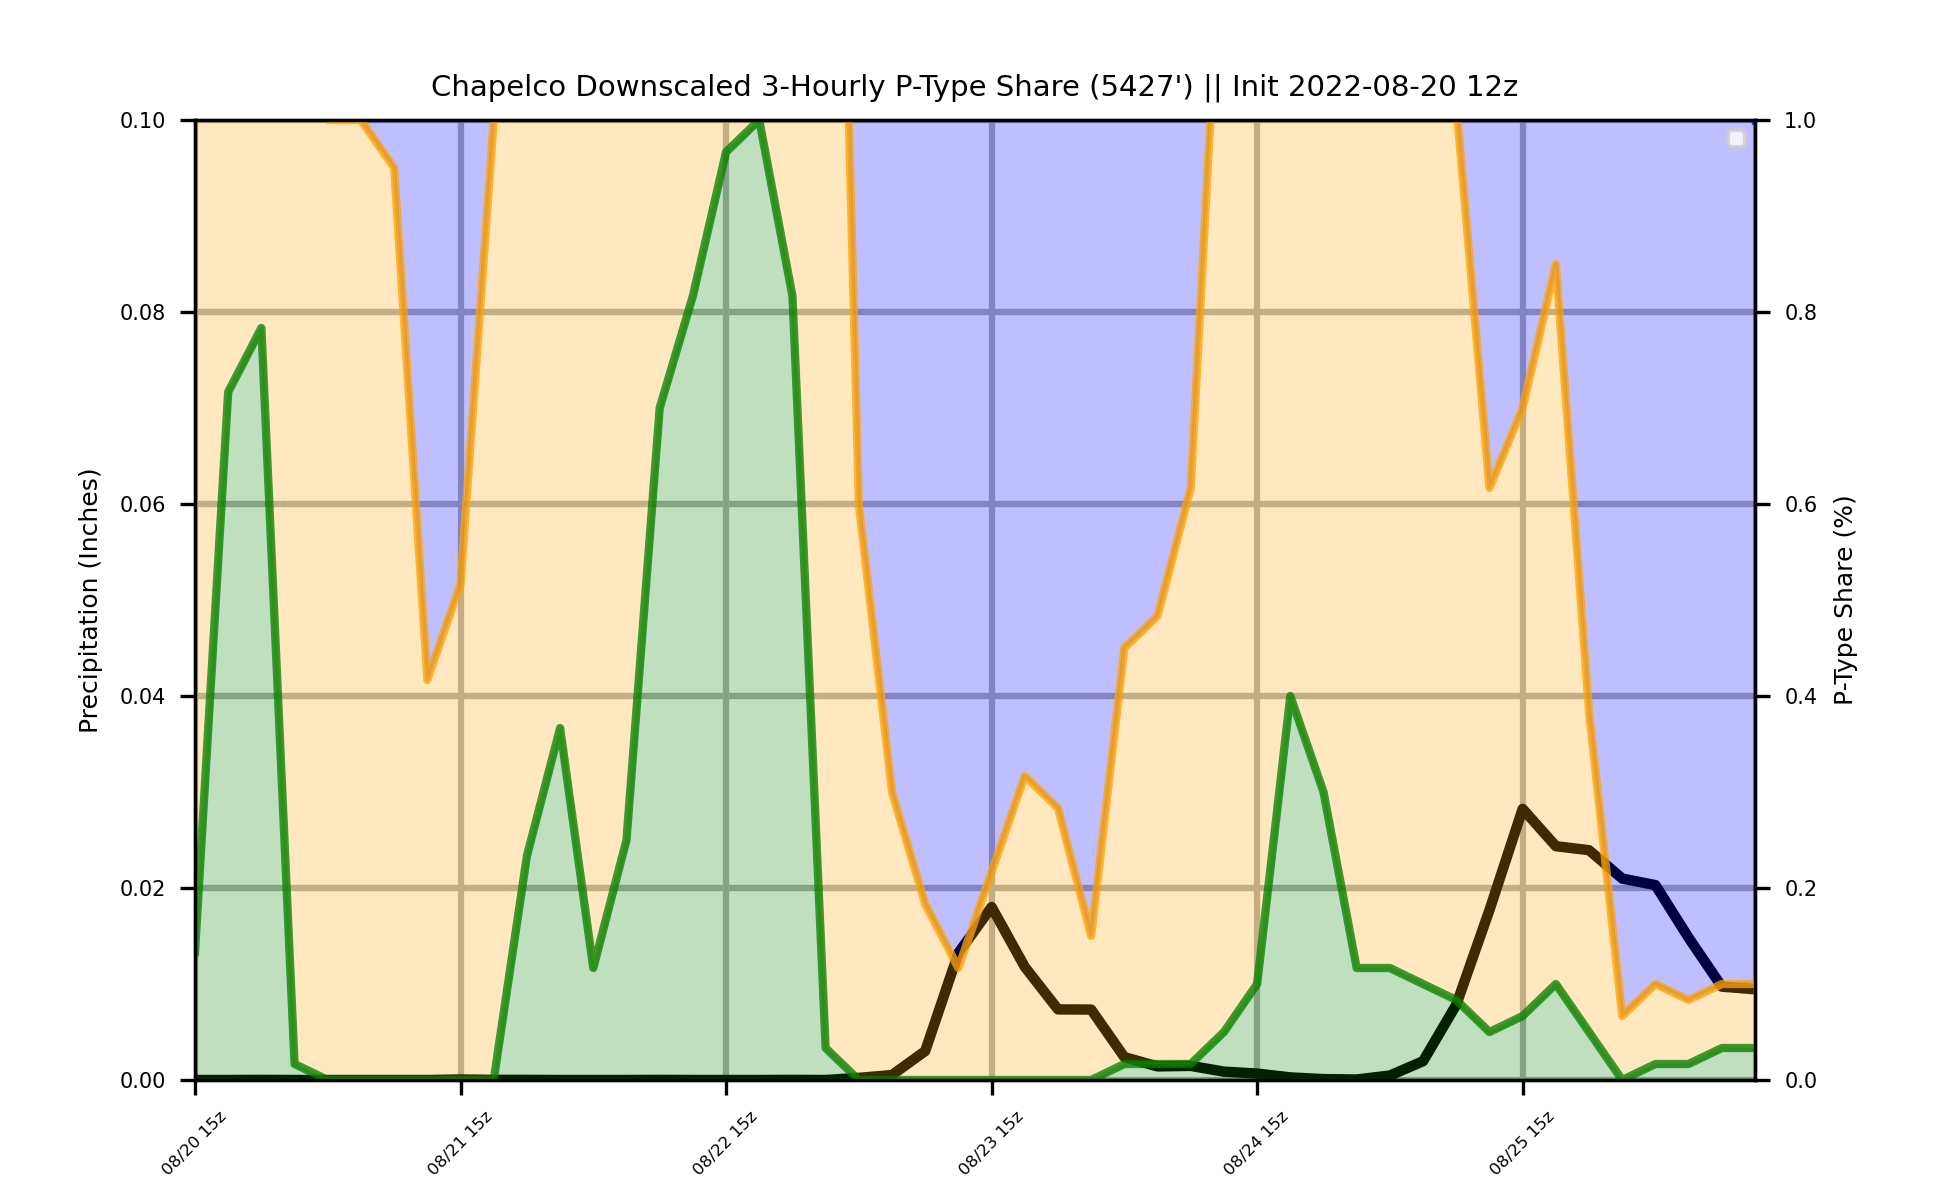 Chapelco Downscaled 3-Hourly P-Type Share (5427') || Init 2022-08-20 12z
0.10
0.08
0.06
0.04
0.02
0.00
Precipitation (Inches)
1.0
0.8
0.6
0.4
0.2
0.0
P-Type Share (%)
08/20 15z
08/21 15z
08/22 15z
08/23 15z
08/24 15z
08/25 15z